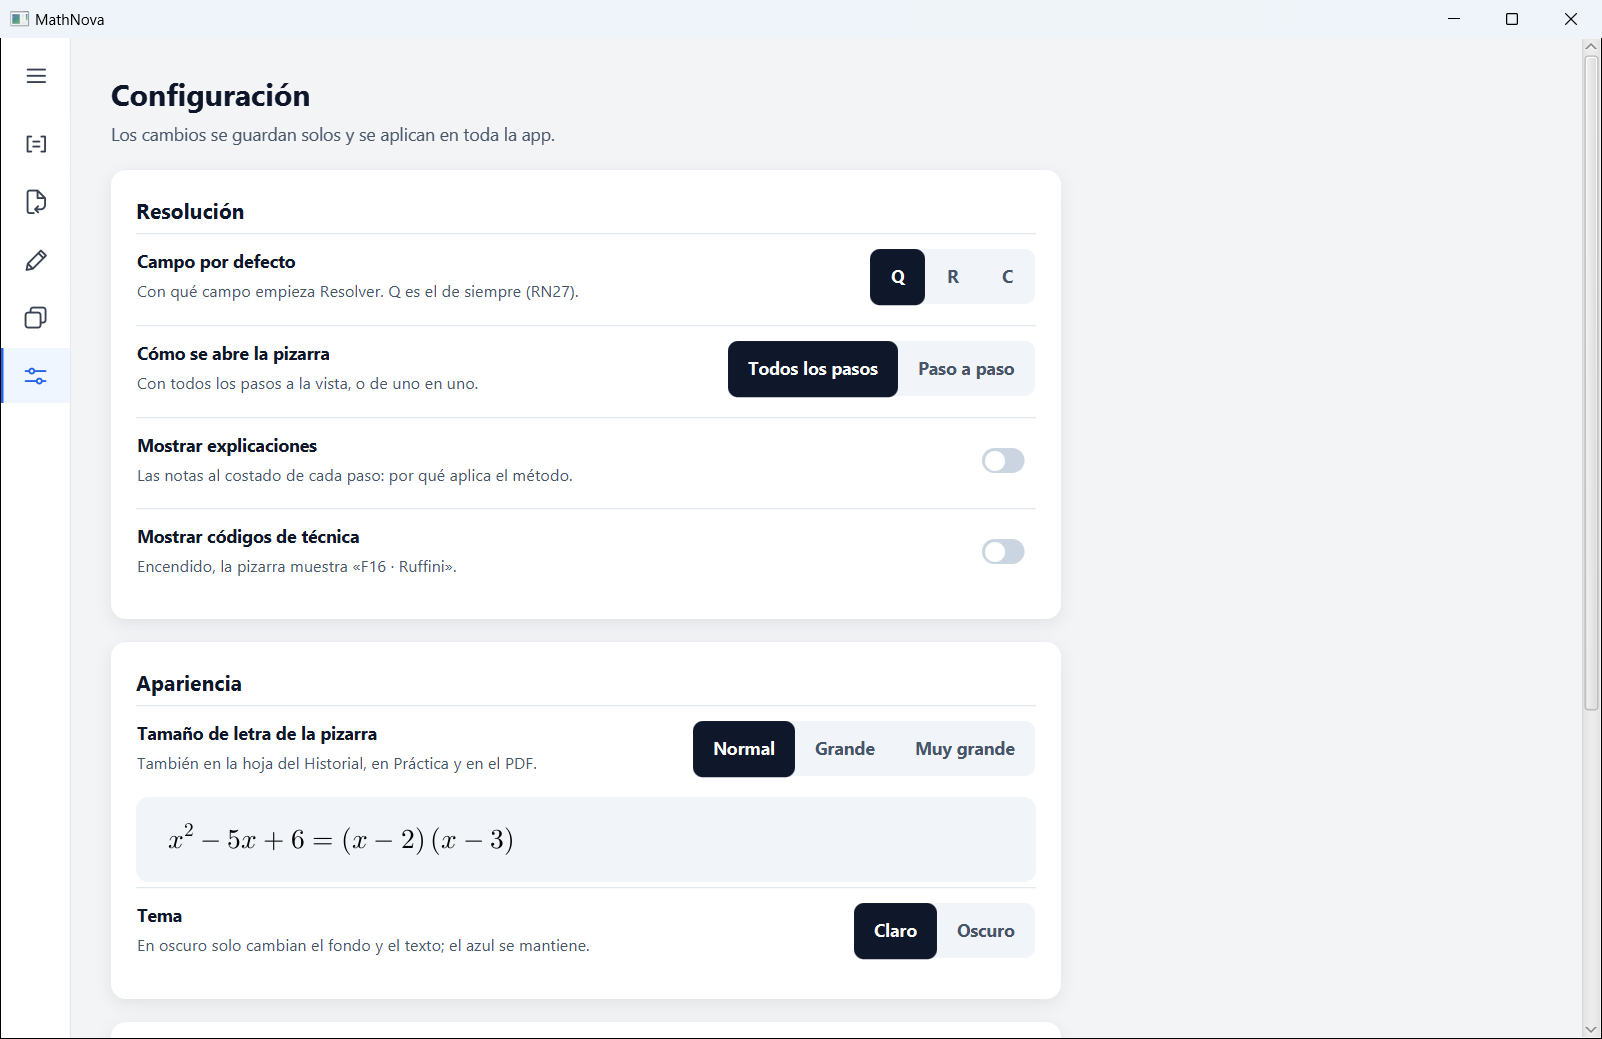 MathNova
Configuración
Los cambios se guardan solos y se aplican en toda la app.
Resolución
Campo por defecto
Con qué campo empieza Resolver. Q es el de siempre (RN27).
Q R C
Cómo se abre la pizarra
Con todos los pasos a la vista, o de uno en uno.
Todos los pasos Paso a paso
Mostrar explicaciones
Las notas al costado de cada paso: por qué aplica el método.
Mostrar códigos de técnica
Encendido, la pizarra muestra «F16 · Ruffini».
Apariencia
Tamaño de letra de la pizarra
También en la hoja del Historial, en Práctica y en el PDF.
Normal Grande Muy grande
x² − 5x + 6 = (x − 2) (x − 3)
Tema
En oscuro solo cambian el fondo y el texto; el azul se mantiene.
Claro Oscuro